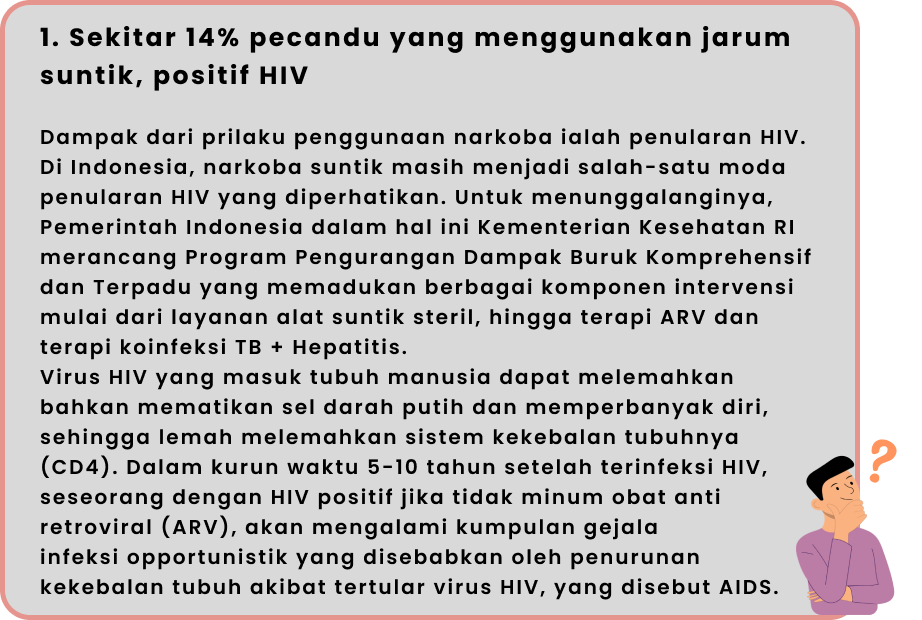 1. Sekitar 14% pecandu yang menggunakan jarum
suntik, positif HIV
Dampak dari prilaku penggunaan narkoba ialah penularan HIV.
Di Indonesia, narkoba suntik masih menjadi salah-satu moda
penularan HIV yang diperhatikan. Untuk menunggalanginya,
Pemerintah Indonesia dalam hal ini Kementerian Kesehatan RI
merancang Program Pengurangan Dampak Buruk Komprehensif
dan Terpadu yang memadukan berbagai komponen intervensi
mulai dari layanan alat suntik steril, hingga terapi ARV dan
terapi koinfeksi TB + Hepatitis.
Virus HIV yang masuk tubuh manusia dapat melemahkan
bahkan mematikan sel darah putih dan memperbanyak diri,
sehingga lemah melemahkan sistem kekebalan tubuhnya
(CD4). Dalam kurun waktu 5-10 tahun setelah terinfeksi HIV,
seseorang dengan HIV positif jika tidak minum obat anti
retroviral (ARV), akan mengalami kumpulan gejala
infeksi opportunistik yang disebabkan oleh penurunan
kekebalan tubuh akibat tertular virus HIV, yang disebut AIDS.
?